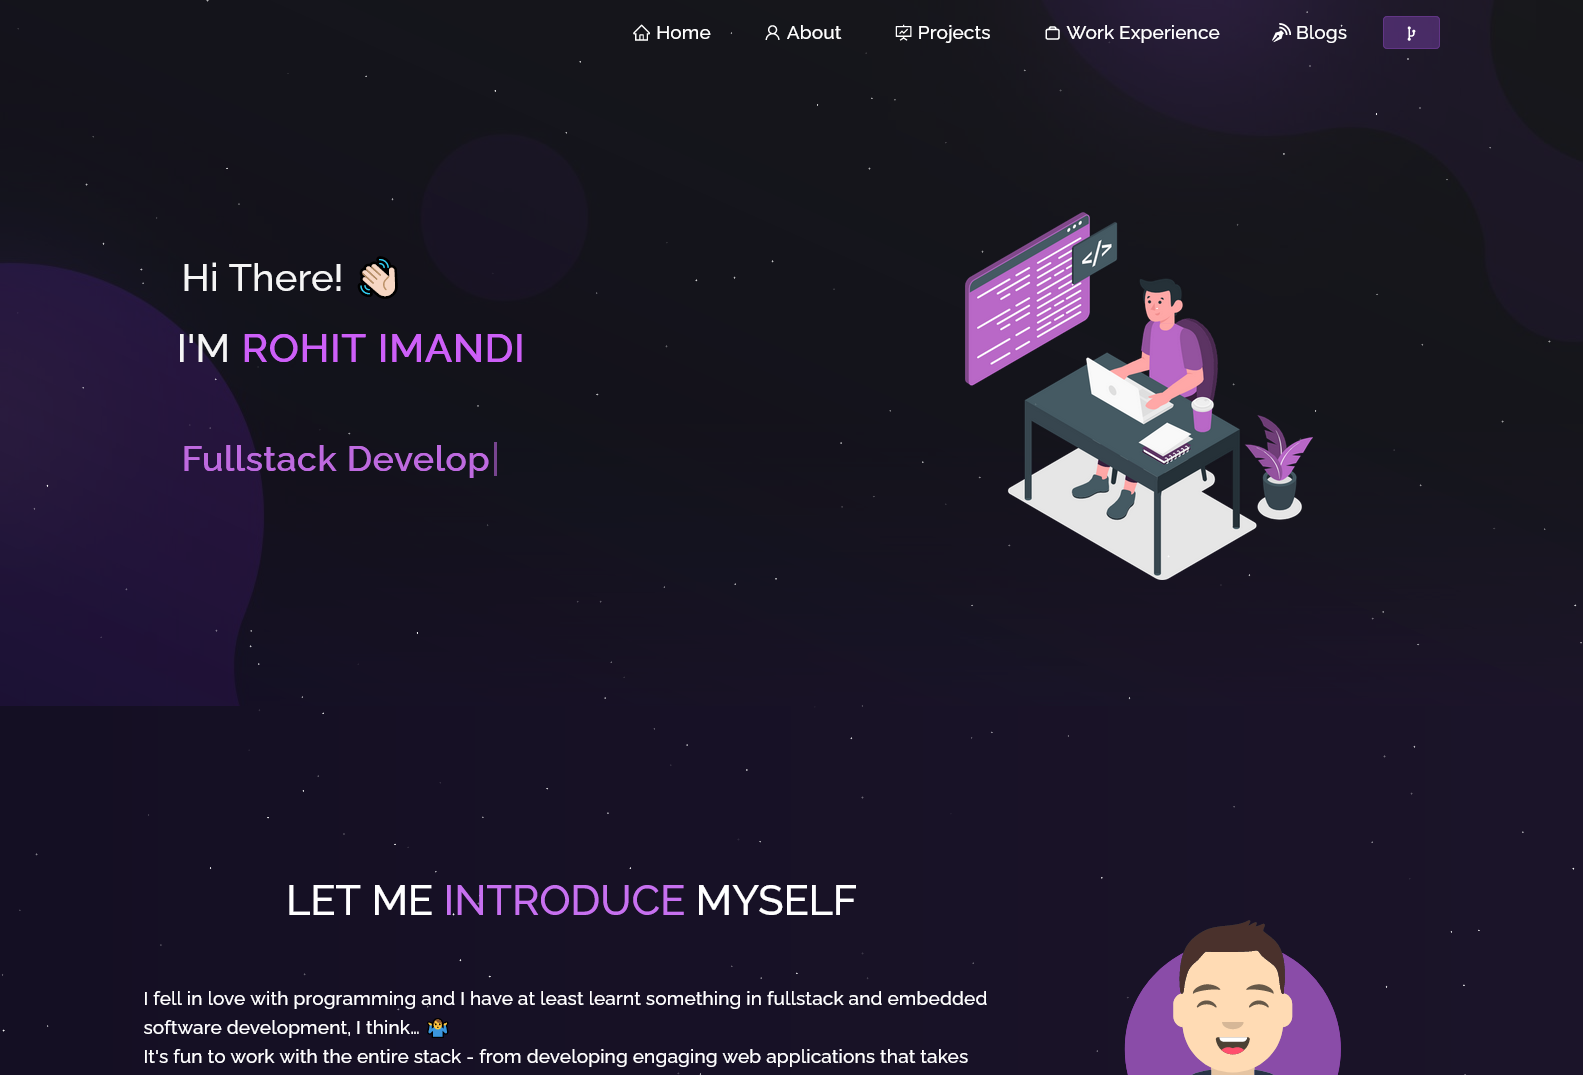 Home About Projects Work Experience Blogs
</>
Hi There! 👋🏻
I'M ROHIT IMANDI
Fullstack Develop
LET ME INTRODUCE MYSELF
I fell in love with programming and I have at least learnt something in fullstack and embedded
software development, I think… 🤷‍♂️
It's fun to work with the entire stack - from developing engaging web applications that takes